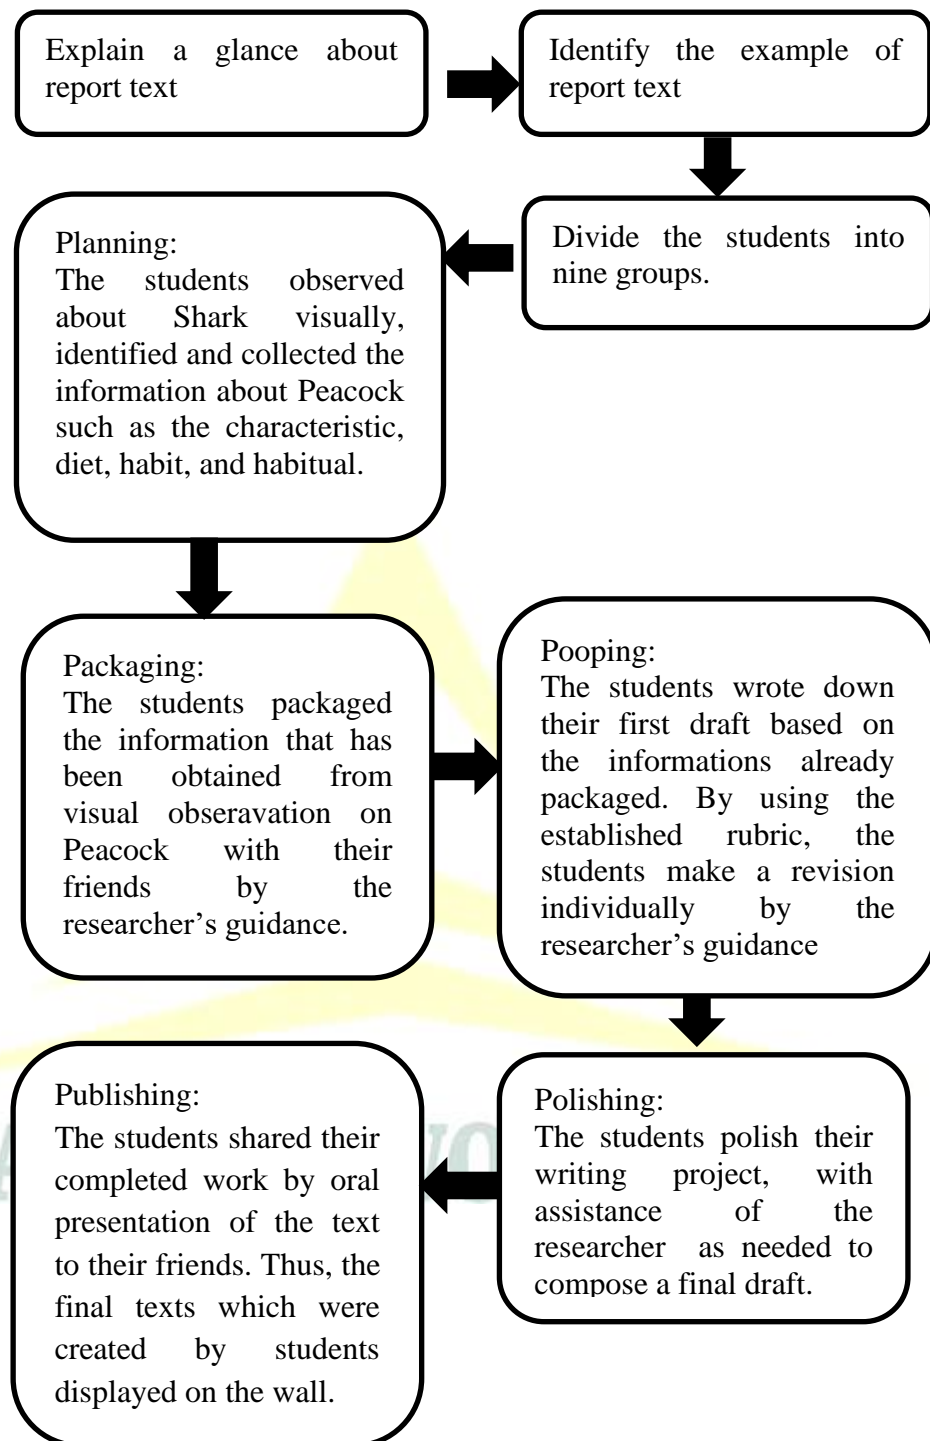 Explain a glance about
report text
Identify the example of
report text
Divide the students into
nine groups.
Planning:
The students observed
about Shark visually,
identified and collected the
information about Peacock
such as the characteristic,
diet, habit, and habitual.
Packaging:
The students packaged
the information that has
been obtained from
visual obseravation on
Peacock with their
friends by the
researcher's guidance.
Pooping:
The students wrote down
their first draft based on
the informations already
packaged. By using the
established rubric, the
students make a revision
individually by the
researcher's guidance
Polishing:
The students polish their
writing project, with
assistance of the
researcher as needed to
compose a final draft.
Publishing:
The students shared their
completed work by oral
presentation of the text
to their friends. Thus, the
final texts which were
created by students
displayed on the wall.